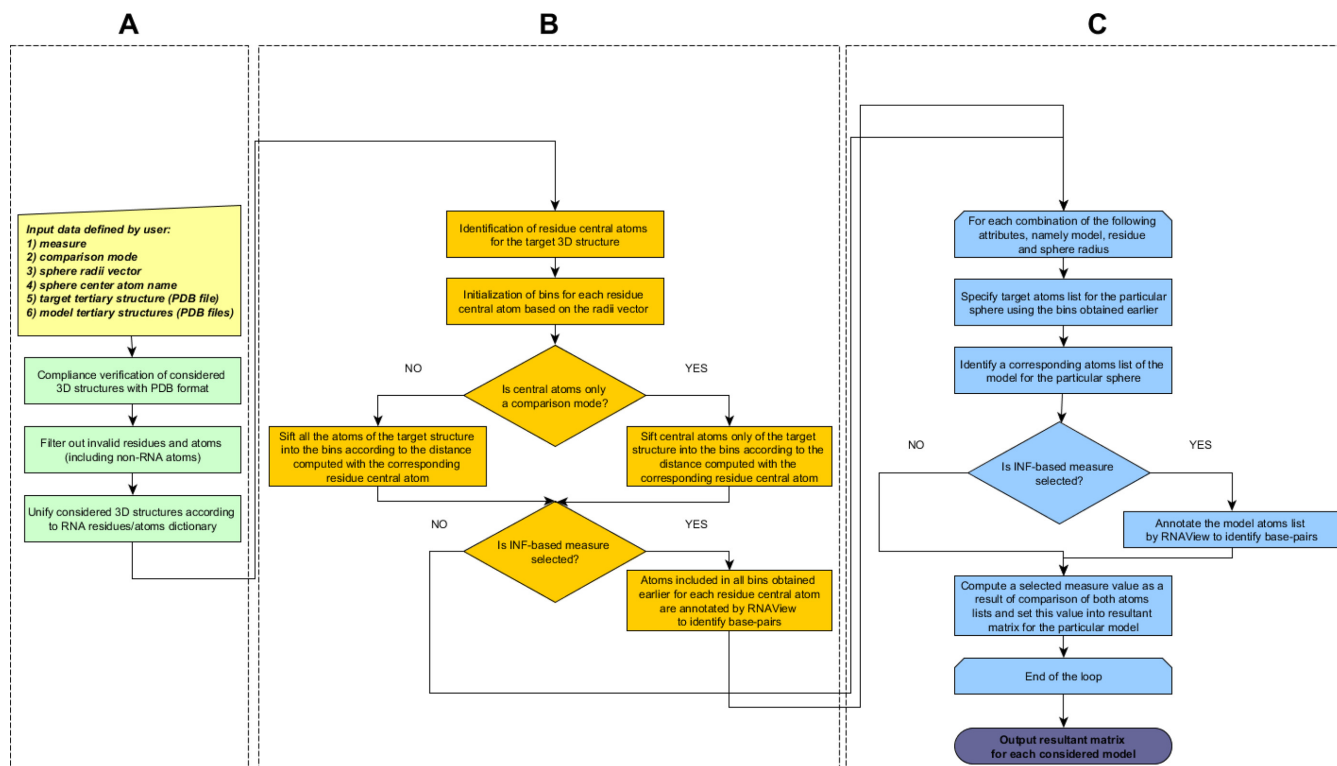 A
Input data defined by user:
1) measure
2) comparison mode
3) sphere radii vector
4) sphere center atom name
5) target tertiary structure (PDB file)
6) model tertiary structures (PDB files)
Compliance verification of considered
3D structures with PDB format
Filter out invalid residues and atoms
(including non-RNA atoms)
Unify considered 3D structures according
to RNA residues/atoms dictionary
B
Identification of residue central atoms
for the target 3D structure
Initialization of bins for each residue
central atom based on the radii vector
NO
YES
Is central atoms only
a comparison mode?
Sift all the atoms of the target structure
into the bins according to the distance
computed with the corresponding
residue central atom
Sift central atoms only of the target
structure into the bins according to the
distance computed with the
corresponding residue central atom
NO
YES
Is INF-based measure
selected?
Atoms included in all bins obtained
earlier for each residue central atom
are annotated by RNAView
to identify base-pairs
C
For each combination of the following
attributes, namely model, residue
and sphere radius
Specify target atoms list for the particular
sphere using the bins obtained earlier
Identify a corresponding atoms list of the
model for the particular sphere
NO
YES
Is INF-based measure
selected?
Annotate the model atoms list
by RNAView to identify base-pairs
Compute a selected measure value as a
result of comparison of both atoms
lists and set this value into resultant
matrix for the particular model
End of the loop
Output resultant matrix
for each considered model